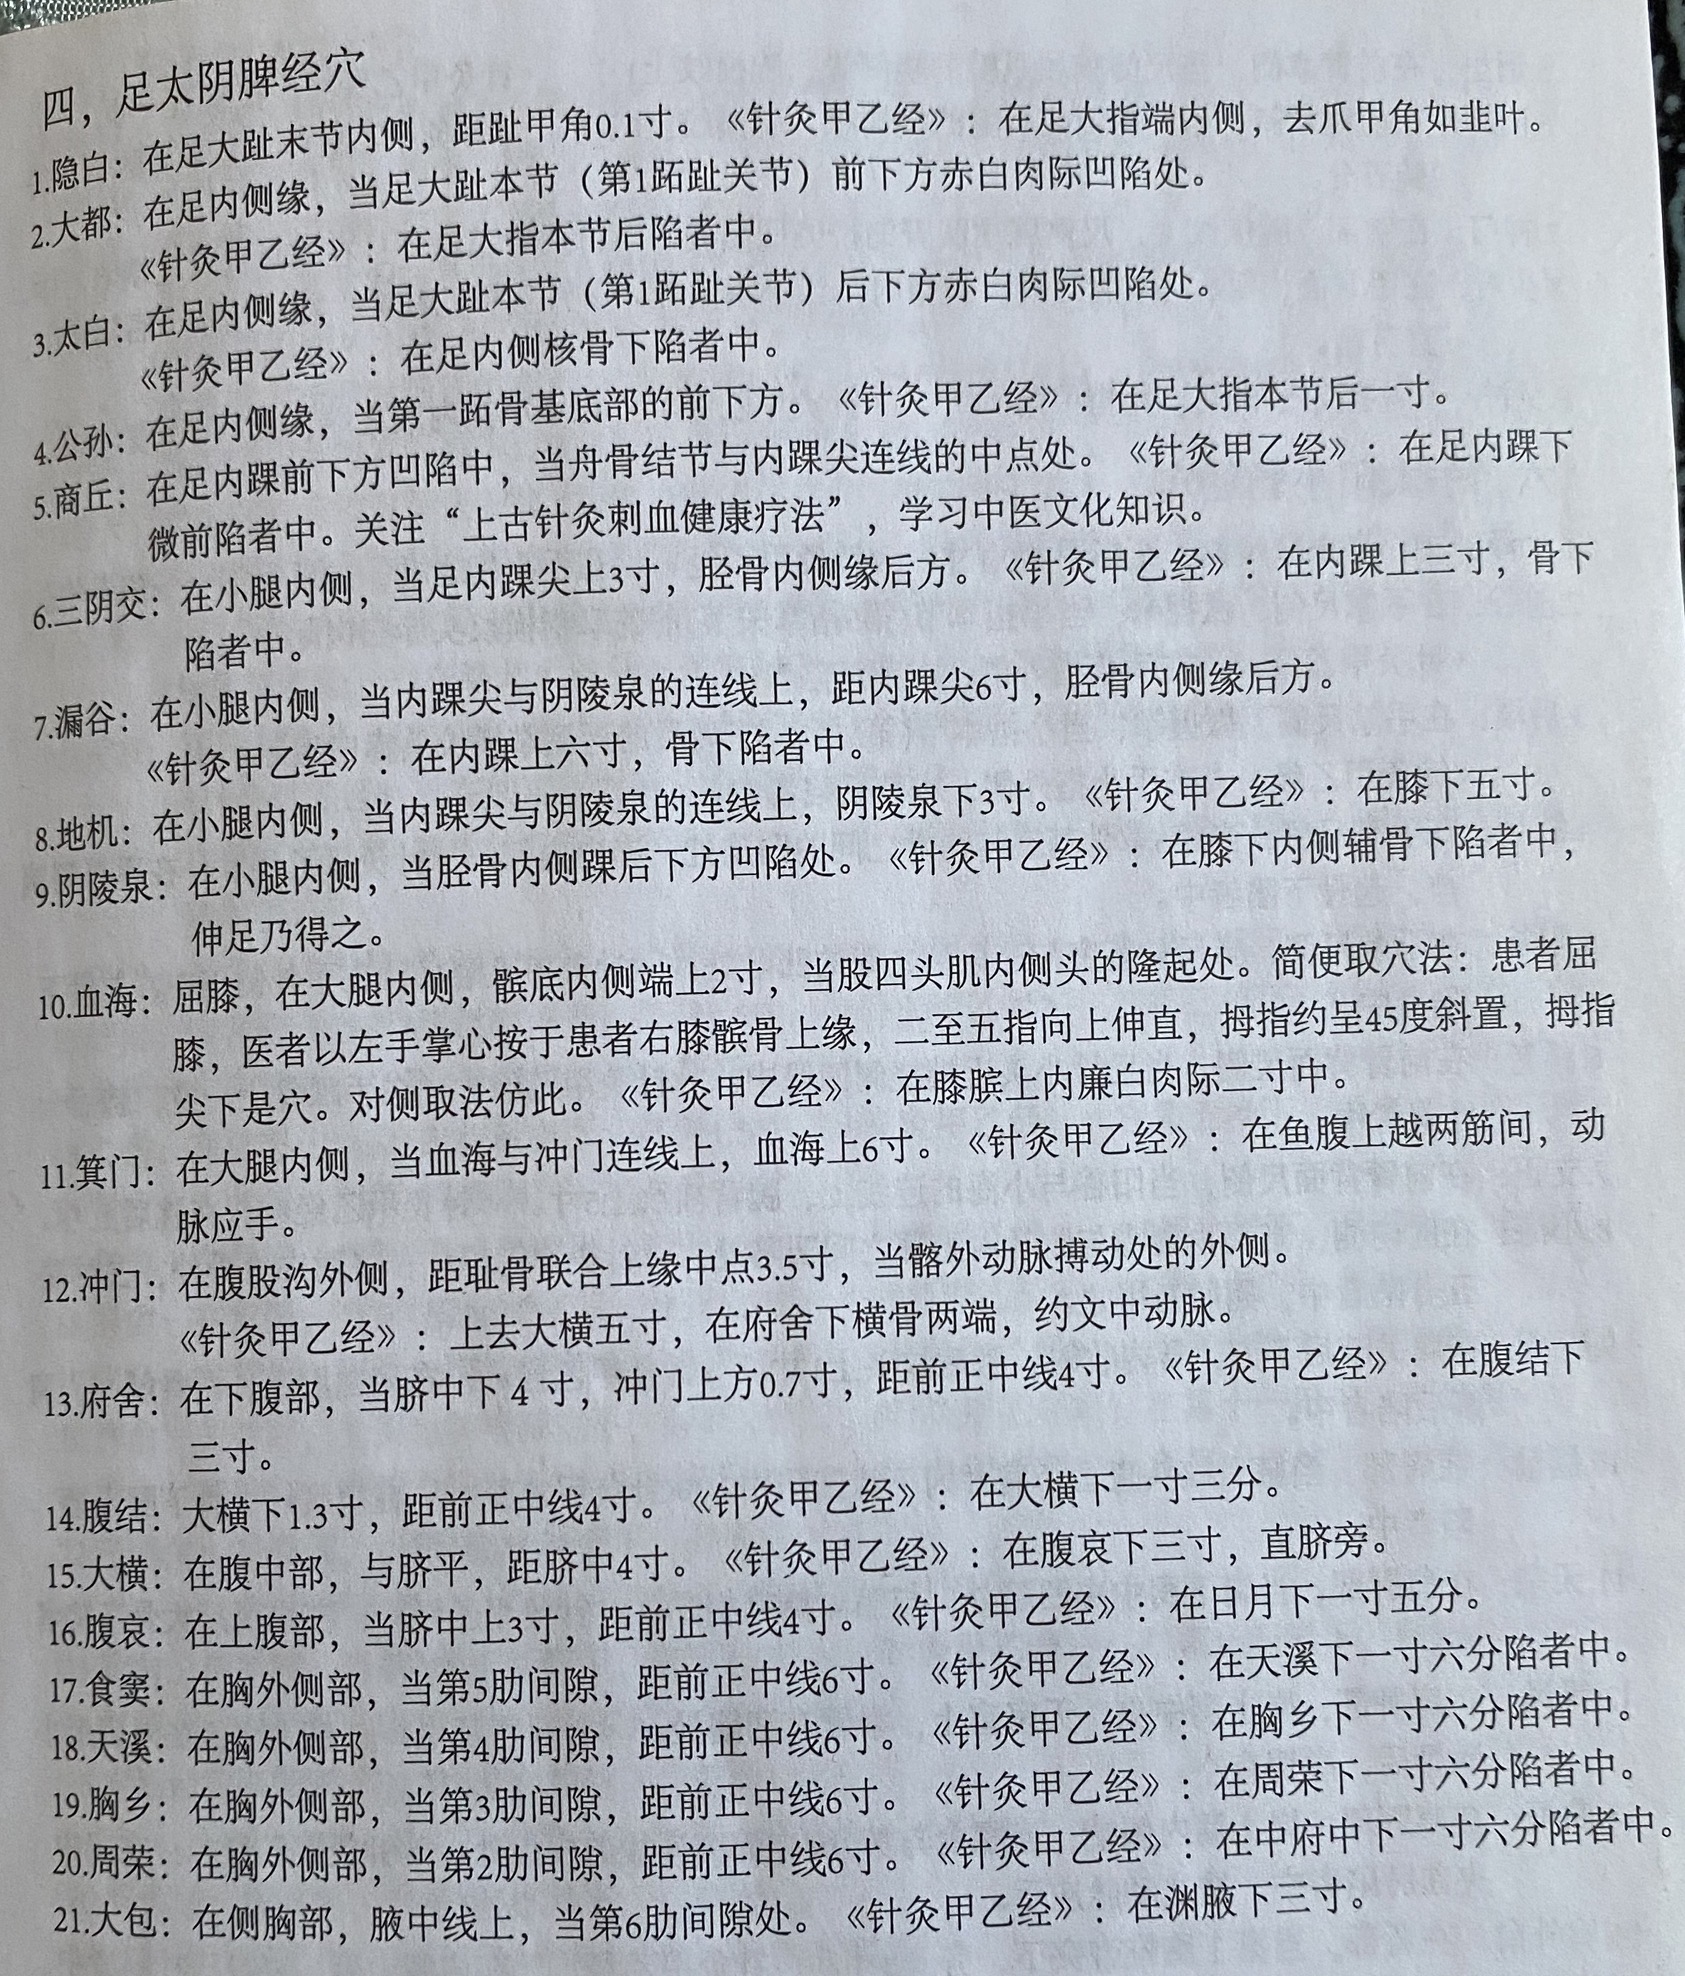 四，足太阴脾经穴
1.隐白：在足大趾末节内侧，距趾甲角0.1寸。《针灸甲乙经》：在足大指端内侧，去爪甲角如韭叶。
2.大都：在足内侧缘，当足大趾本节（第1跖趾关节）前下方赤白肉际凹陷处。
《针灸甲乙经》：在足大指本节后陷者中。
3.太白：在足内侧缘，当足大趾本节（第1跖趾关节）后下方赤白肉际凹陷处。
《针灸甲乙经》：在足内侧核骨下陷者中。
4.公孙：在足内侧缘，当第一跖骨基底部的前下方。《针灸甲乙经》：在足大指本节后一寸。
5.商丘：在足内踝前下方凹陷中，当舟骨结节与内踝尖连线的中点处。《针灸甲乙经》：在足内踝下
微前陷者中。关注“上古针灸刺血健康疗法”，学习中医文化知识。
6.三阴交：在小腿内侧，当足内踝尖上3寸，胫骨内侧缘后方。《针灸甲乙经》：在内踝上三寸，骨下
陷者中。
7.漏谷：在小腿内侧，当内踝尖与阴陵泉的连线上，距内踝尖6寸，胫骨内侧缘后方。
《针灸甲乙经》：在内踝上六寸，骨下陷者中。
8.地机：在小腿内侧，当内踝尖与阴陵泉的连线上，阴陵泉下3寸。《针灸甲乙经》：在膝下五寸。
9.阴陵泉：在小腿内侧，当胫骨内侧踝后下方凹陷处。《针灸甲乙经》：在膝下内侧辅骨下陷者中，
伸足乃得之。
10.血海：屈膝，在大腿内侧，髌底内侧端上2寸，当股四头肌内侧头的隆起处。简便取穴法：患者屈
膝，医者以左手掌心按于患者右膝髌骨上缘，二至五指向上伸直，拇指约呈45度斜置，拇指
尖下是穴。对侧取法仿此。《针灸甲乙经》：在膝膑上内廉白肉际二寸中。
11.箕门：在大腿内侧，当血海与冲门连线上，血海上6寸。《针灸甲乙经》：在鱼腹上越两筋间，动
脉应手。
12.冲门：在腹股沟外侧，距耻骨联合上缘中点3.5寸，当髂外动脉搏动处的外侧。
《针灸甲乙经》：上去大横五寸，在府舍下横骨两端，约文中动脉。
13.府舍：在下腹部，当脐中下 4 寸，冲门上方0.7寸，距前正中线4寸。《针灸甲乙经》：在腹结下
三寸。
14.腹结：大横下1.3寸，距前正中线4寸。《针灸甲乙经》：在大横下一寸三分。
15.大横：在腹中部，与脐平，距脐中4寸。《针灸甲乙经》：在腹哀下三寸，直脐旁。
16.腹哀：在上腹部，当脐中上3寸，距前正中线4寸。《针灸甲乙经》：在日月下一寸五分。
17.食窦：在胸外侧部，当第5肋间隙，距前正中线6寸。《针灸甲乙经》：在天溪下一寸六分陷者中。
18.天溪：在胸外侧部，当第4肋间隙，距前正中线6寸。《针灸甲乙经》：在胸乡下一寸六分陷者中。
19.胸乡：在胸外侧部，当第3肋间隙，距前正中线6寸。《针灸甲乙经》：在周荣下一寸六分陷者中。
20.周荣：在胸外侧部，当第2肋间隙，距前正中线6寸。《针灸甲乙经》：在中府中下一寸六分陷者中。
21.大包：在侧胸部，腋中线上，当第6肋间隙处。《针灸甲乙经》：在渊腋下三寸。